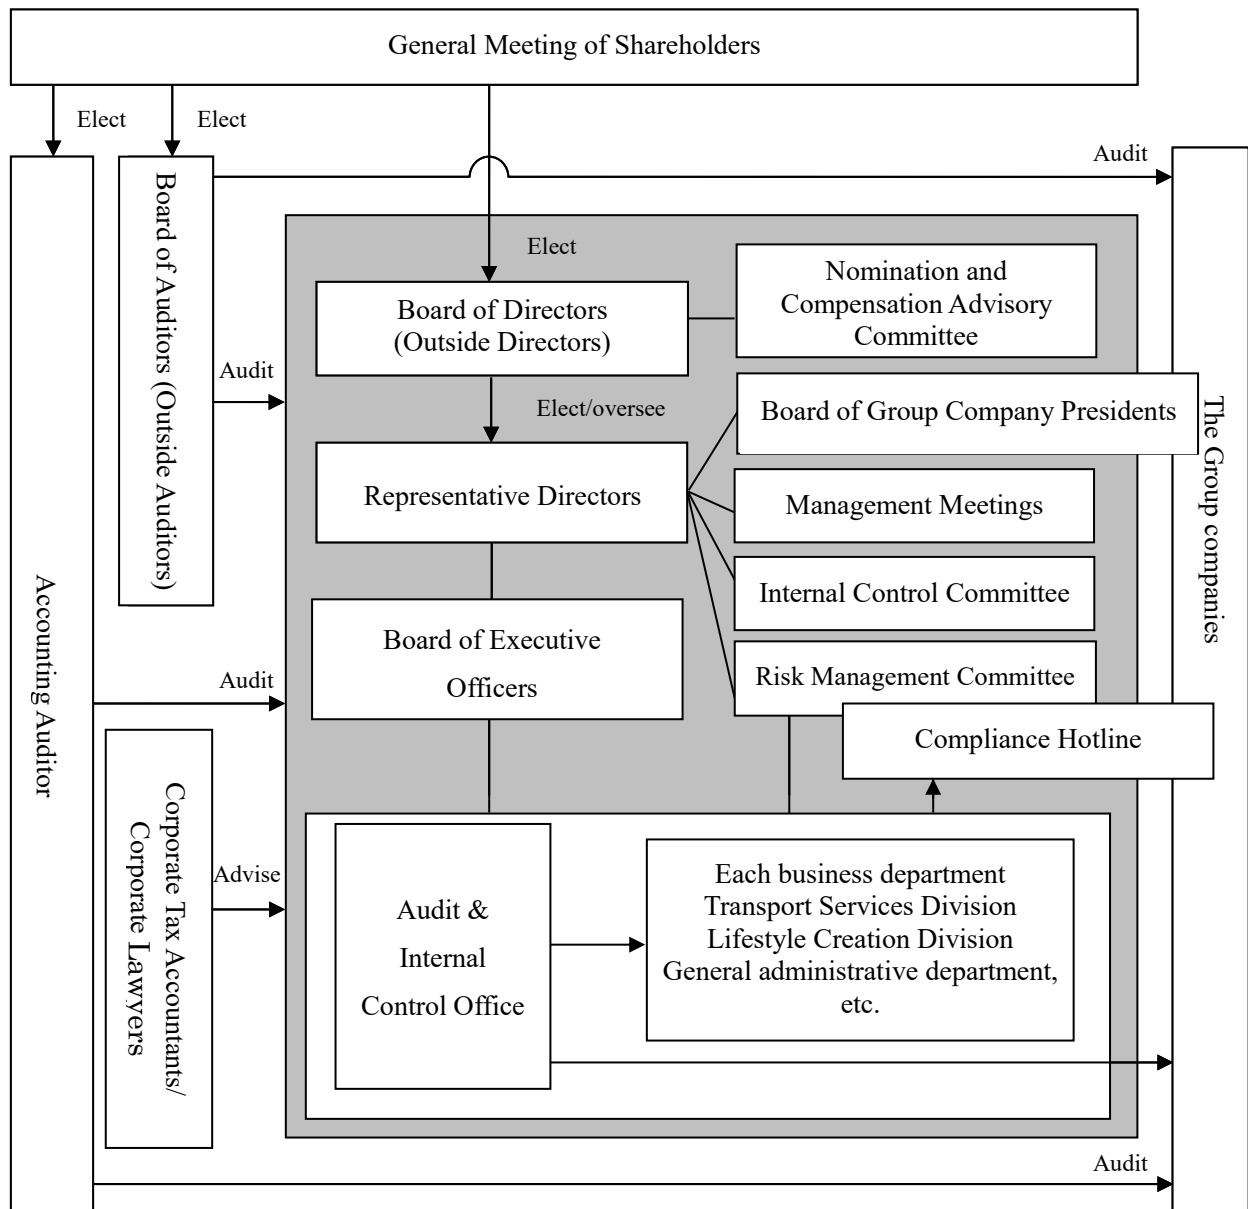 General Meeting of Shareholders
Elect
Elect
Audit
Board of Auditors (Outside Auditors)
Elect
Nomination and
Compensation Advisory
Committee
Board of Directors
(Outside Directors)
Audit
Elect/oversee
Board of Group Company Presidents
The Group companies
Representative Directors
Management Meetings
Internal Control Committee
Accounting Auditor
Board of Executive
Officers
Risk Management Committee
Audit
Compliance Hotline
Corporate Tax Accountants/
Corporate Lawyers
Advise
Audit &
Internal
Control Office
Each business department
Transport Services Division
Lifestyle Creation Division
General administrative department,
etc.
Audit